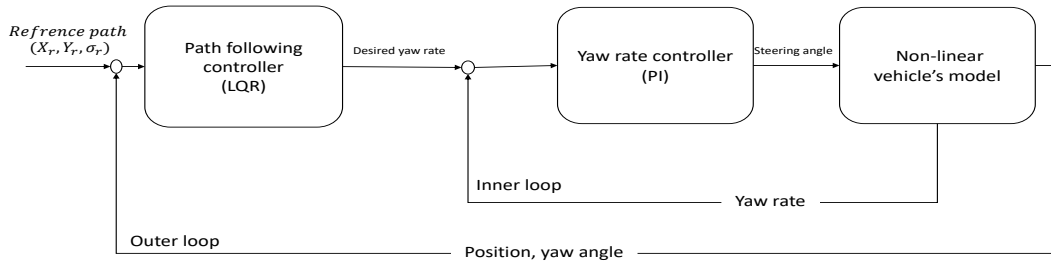 Refrence path
(X_r, Y_r, σ_r)
Path following
controller
(LQR)
Desired yaw rate
Yaw rate controller
(PI)
Steering angle
Non-linear
vehicle's model
Inner loop
Yaw rate
Outer loop
Position, yaw angle